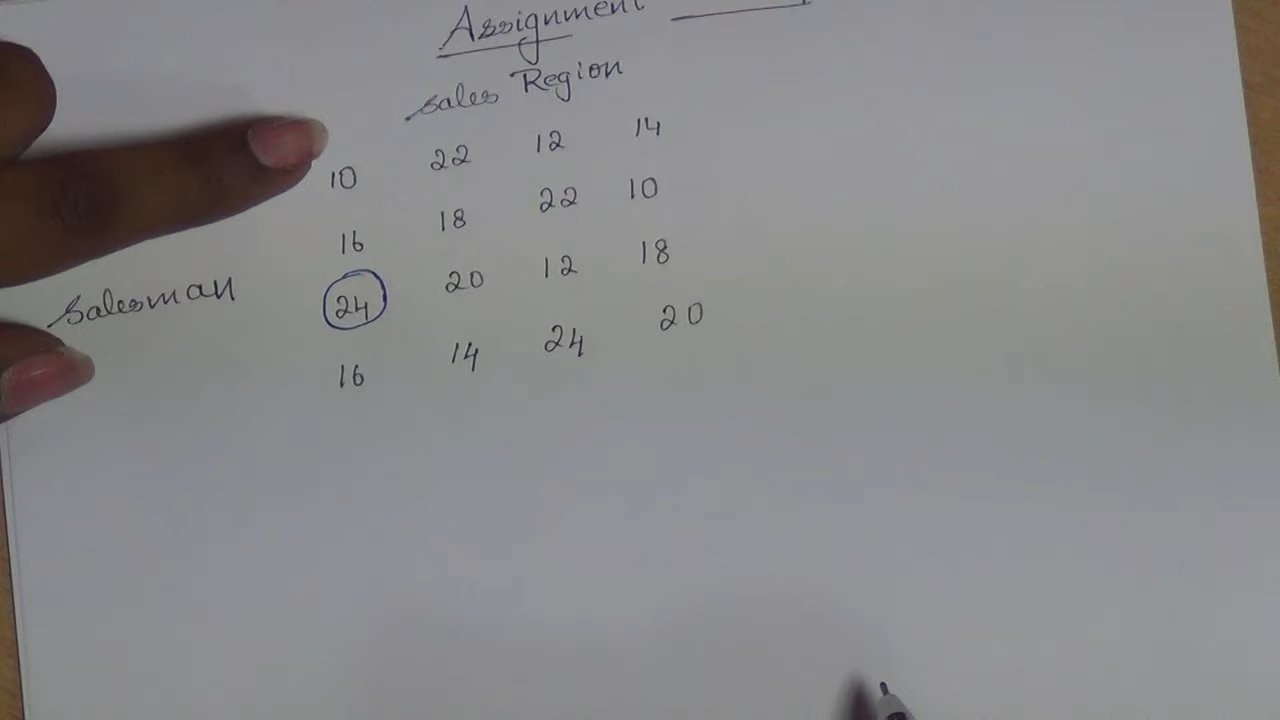 Assignment
Sales Region
10 22 12 14
16 18 22 10
Salesman
24 20 12 18
16 14 24 20